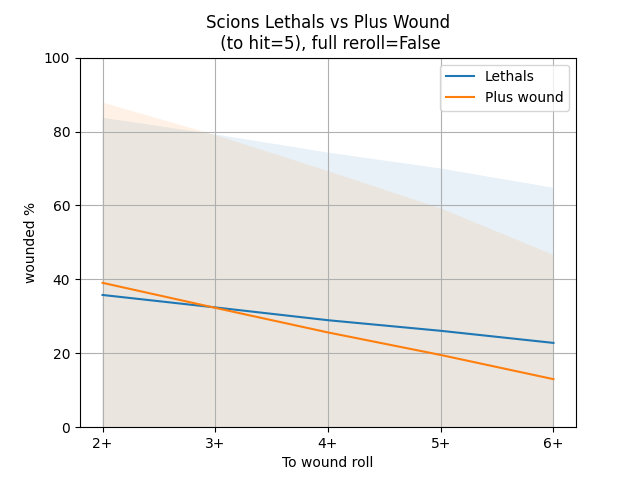 Scions Lethals vs Plus Wound
(to hit=5), full reroll=False
100
80
60
40
20
0
wounded %
Lethals
Plus wound
2+
3+
4+
5+
6+
To wound roll